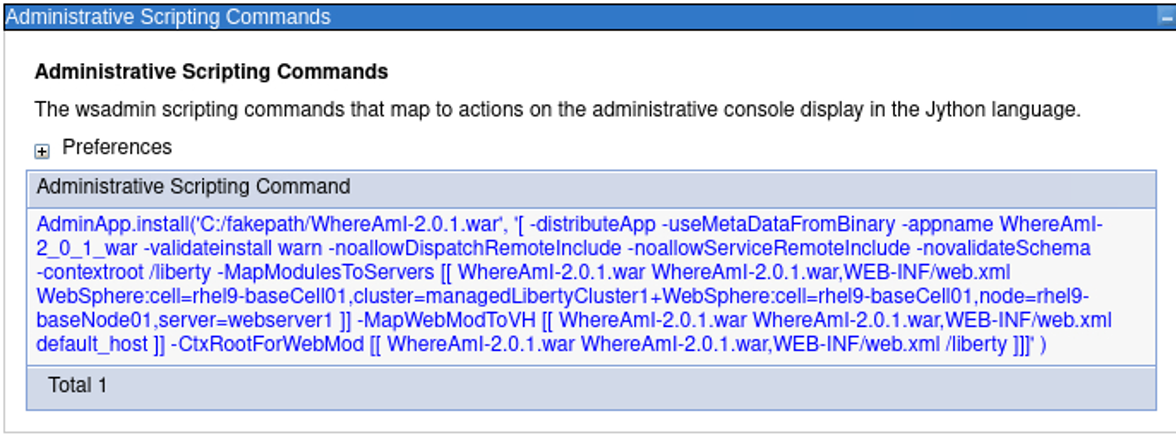 Administrative Scripting Commands
Administrative Scripting Commands
The wsadmin scripting commands that map to actions on the administrative console display in the Jython language.
Preferences
Administrative Scripting Command
AdminApp.install('C:/fakepath/WhereAmI-2.0.1.war', '[ -distributeApp -useMetaDataFromBinary -appname WhereAmI-
2_0_1_war -validateinstall warn -noallowDispatchRemoteInclude -noallowServiceRemoteInclude -novalidateSchema
-contextroot /liberty -MapModulesToServers [[ WhereAmI-2.0.1.war WhereAmI-2.0.1.war,WEB-INF/web.xml
WebSphere:cell=rhel9-baseCell01,cluster=managedLibertyCluster1+WebSphere:cell=rhel9-baseCell01,node=rhel9-
baseNode01,server=webserver1 ]] -MapWebModToVH [[ WhereAmI-2.0.1.war WhereAmI-2.0.1.war,WEB-INF/web.xml
default_host ]] -CtxRootForWebMod [[ WhereAmI-2.0.1.war WhereAmI-2.0.1.war,WEB-INF/web.xml /liberty ]]]' )
Total 1